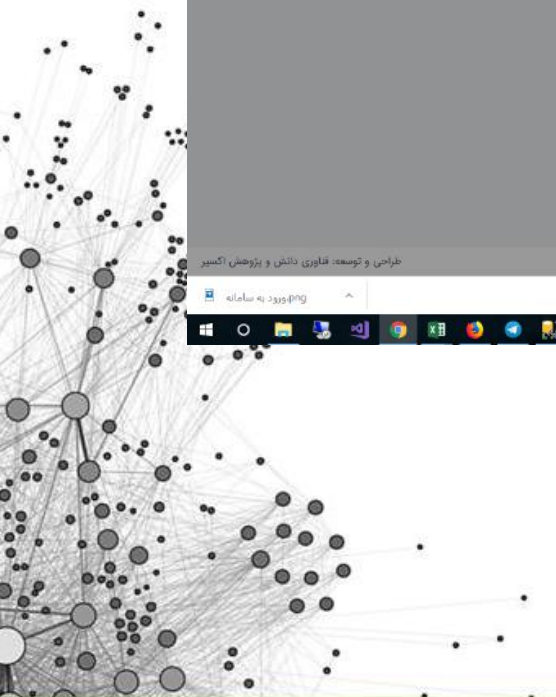 طراحی و توسعه: فناوری دانش و پژوهش اکسیر
ورود به سامانه.png